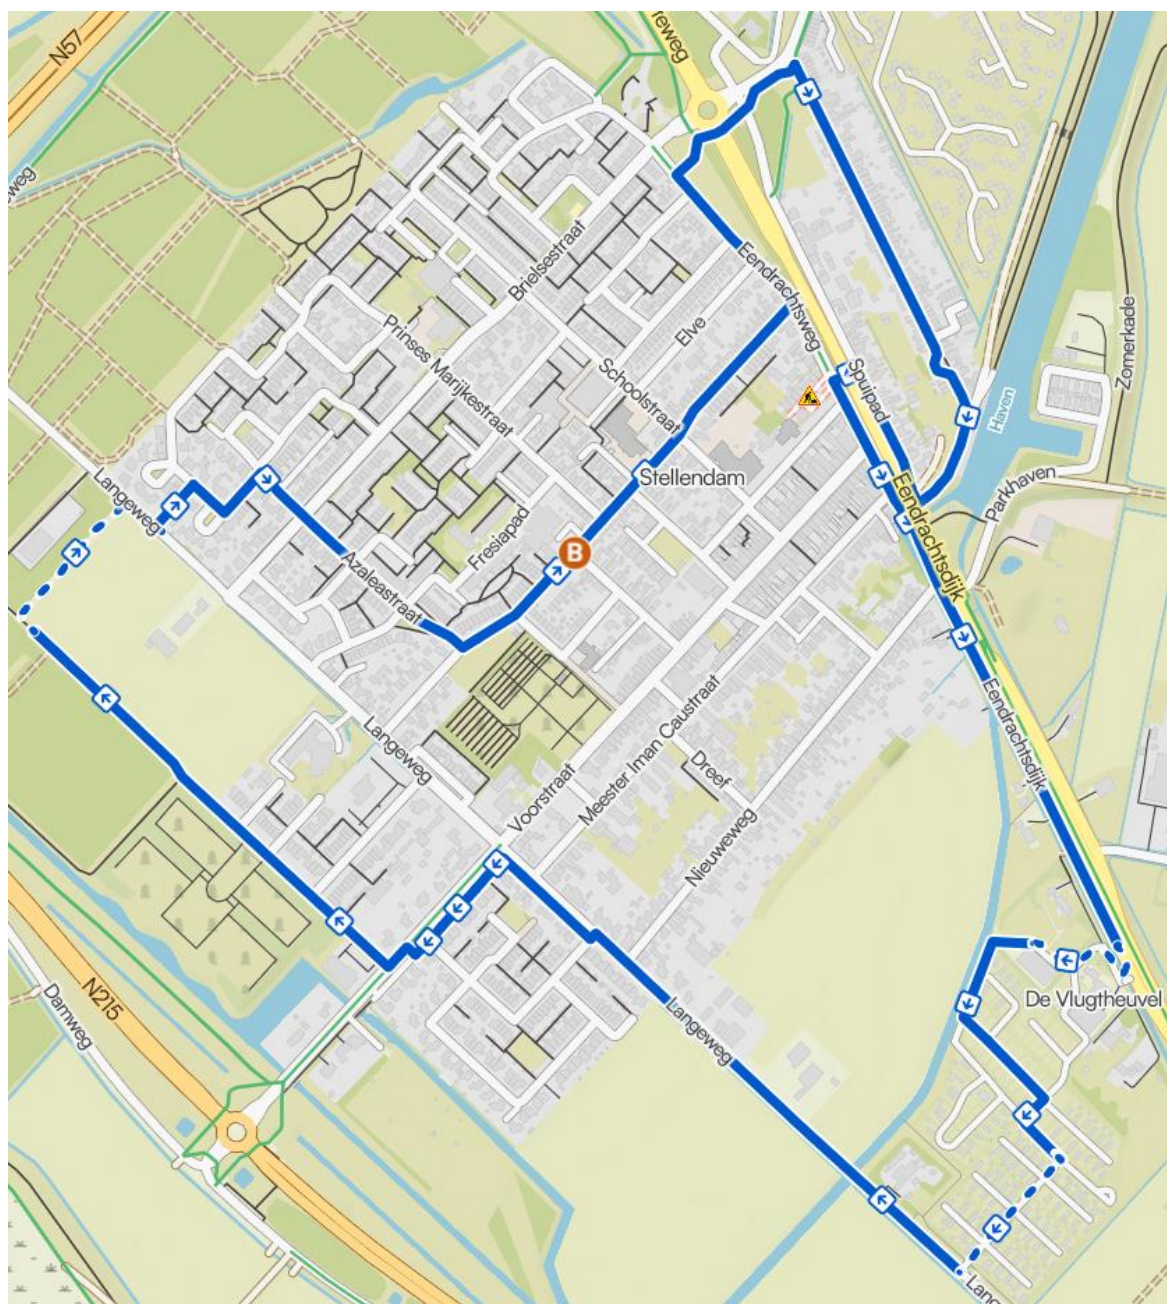 N57
reweg
eweg
Brielsestraat
Eendrachtsweg
Zomerkade
Elve
Prinses Marijkestraat
Schoolstraat
Spuipad
Haven
Langeweg
Stellendam
Parkhaven
Fresiapad
Eendrachtsdijk
B
Azaleastraat
Eendrachtsdijk
Langeweg
Meester Iman Caustraat
Dreef
Voorstraat
Nieuweweg
N215
Damweg
De Vlugtheuvel
Langeweg
Lang